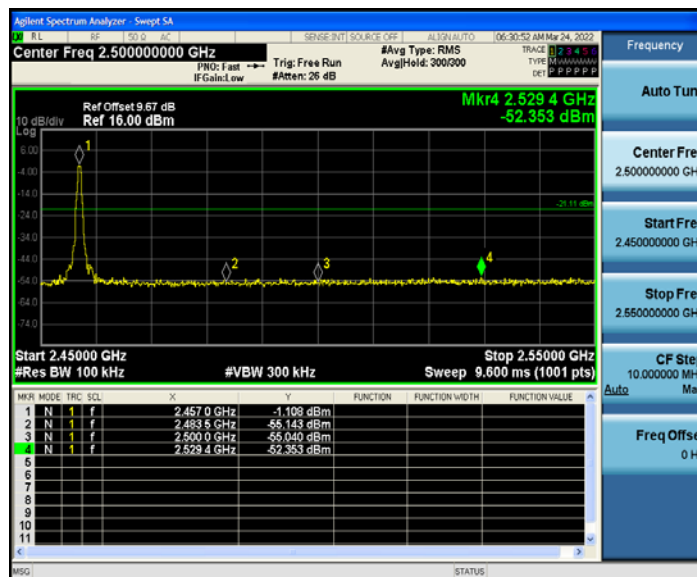 Agilent Spectrum Analyzer - Swept SA
LXI RL RF 50 Ω AC SENSE:INT SOURCE OFF ALIGN AUTO 06:30:52 AM Mar 24, 2022
Center Freq 2.500000000 GHz
PNO: Fast
IFGain:Low
Trig: Free Run
#Atten: 26 dB
#Avg Type: RMS
Avg|Hold: 300/300
TRACE 1 2 3 4 5 6
TYPE M W W W W W
DET P P P P P P
Ref Offset 9.67 dB
Ref 16.00 dBm
10 dB/div
Log
Mkr4 2.529 4 GHz
-52.353 dBm
6.00
-4.00
-14.0
-24.0
-34.0
-44.0
-54.0
-64.0
-74.0
1
2
3
4
-21.11 dBm
Start 2.45000 GHz
Stop 2.55000 GHz
#Res BW 100 kHz
#VBW 300 kHz
Sweep 9.600 ms (1001 pts)
MKR MODE TRC SCL X Y FUNCTION FUNCTION WIDTH FUNCTION VALUE
1 N 1 f 2.457 0 GHz -1.108 dBm
2 N 1 f 2.483 5 GHz -55.143 dBm
3 N 1 f 2.500 0 GHz -55.040 dBm
4 N 1 f 2.529 4 GHz -52.353 dBm
5
6
7
8
9
10
11
MSG
STATUS
Frequency
Auto Tun
Center Fre
2.500000000 GH
Start Fre
2.450000000 GH
Stop Fre
2.550000000 GH
CF Ste
10.000000 MH
Auto Ma
Freq Offse
0 H